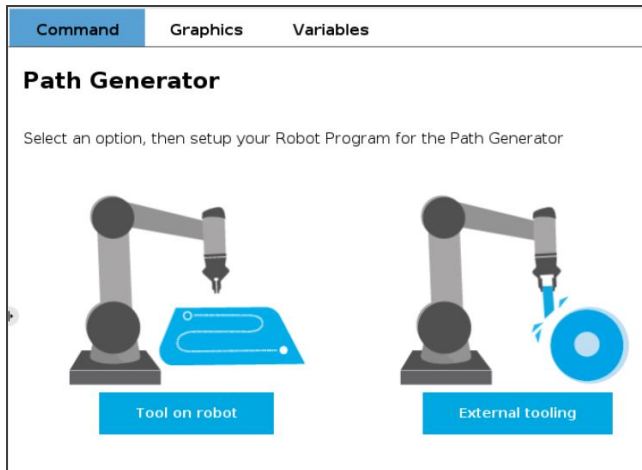 Command Graphics Variables
Path Generator
Select an option, then setup your Robot Program for the Path Generator
Tool on robot External tooling